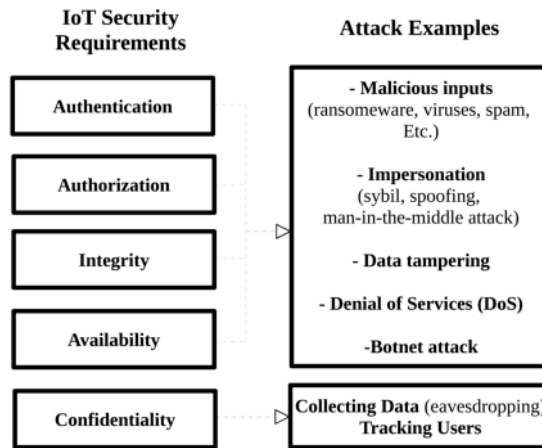 IoT Security
Requirements
Attack Examples
Authentication
Authorization
Integrity
Availability
Confidentiality
- Malicious inputs
(ransomeware, viruses, spam,
Etc.)
- Impersonation
(sybil, spoofing,
man-in-the-middle attack)
- Data tampering
- Denial of Services (DoS)
-Botnet attack
Collecting Data (eavesdropping)
Tracking Users